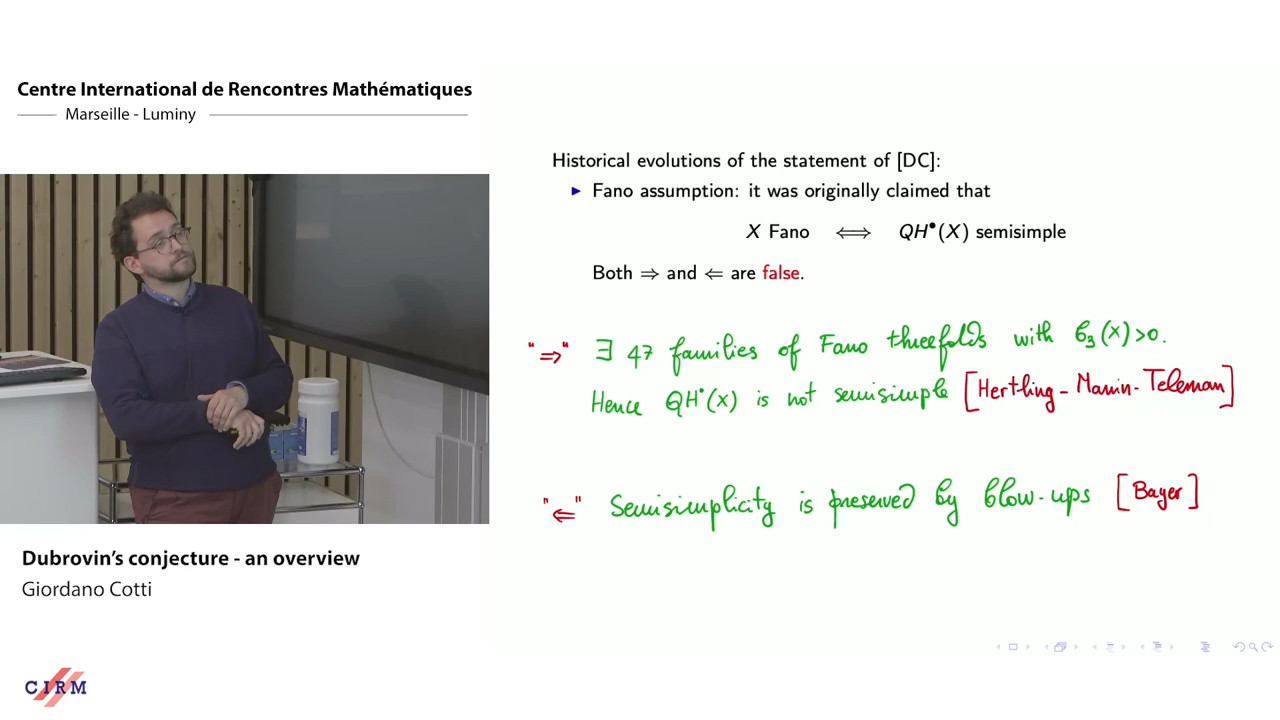 Centre International de Rencontres Mathématiques
Marseille - Luminy
Historical evolutions of the statement of [DC]:
▶ Fano assumption: it was originally claimed that
X Fano ⟺ QH•(X) semisimple
Both ⇒ and ⇐ are false.
"⇒" ∃ 47 families of Fano threefolds with b₃(X)>0.
Hence QH•(X) is not semisimple [Hertling-Manin-Teleman]
"⇐" Semisimplicity is preserved by blow-ups [Bayer]
Dubrovin's conjecture - an overview
Giordano Cotti
CIRM